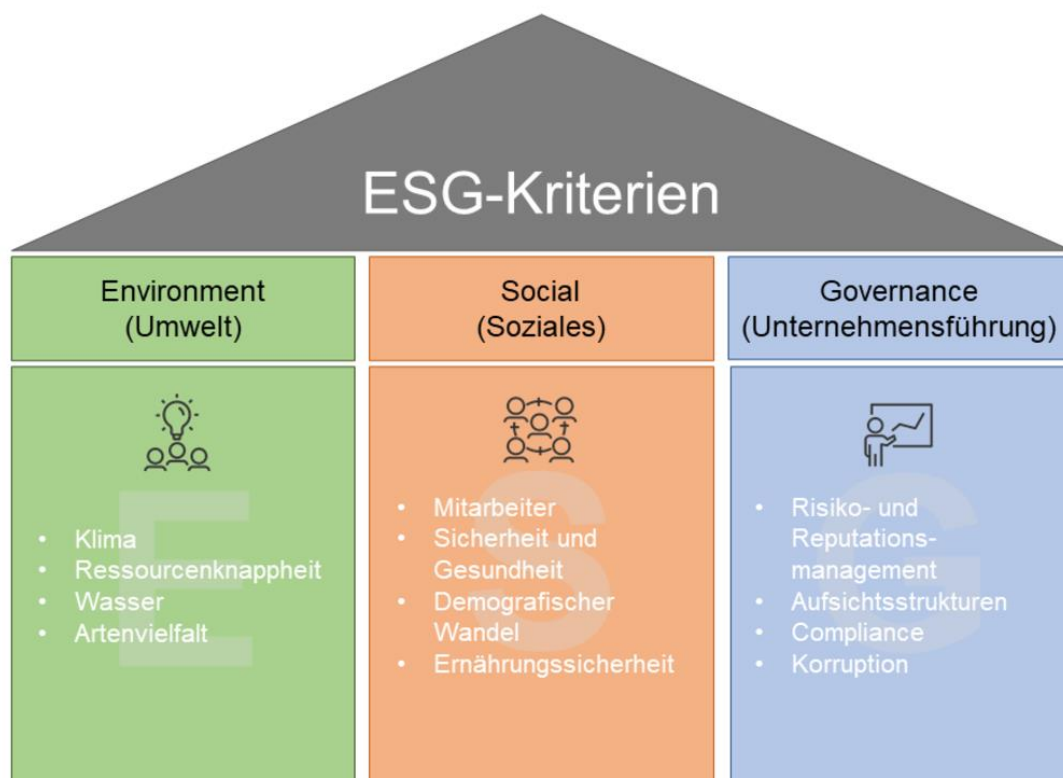 ESG-Kriterien
Environment
(Umwelt)
Social
(Soziales)
Governance
(Unternehmensführung)
E
• Klima
• Ressourcenknappheit
• Wasser
• Artenvielfalt
S
• Mitarbeiter
• Sicherheit und
Gesundheit
• Demografischer
Wandel
• Ernährungssicherheit
G
• Risiko- und
Reputations-
management
• Aufsichtsstrukturen
• Compliance
• Korruption